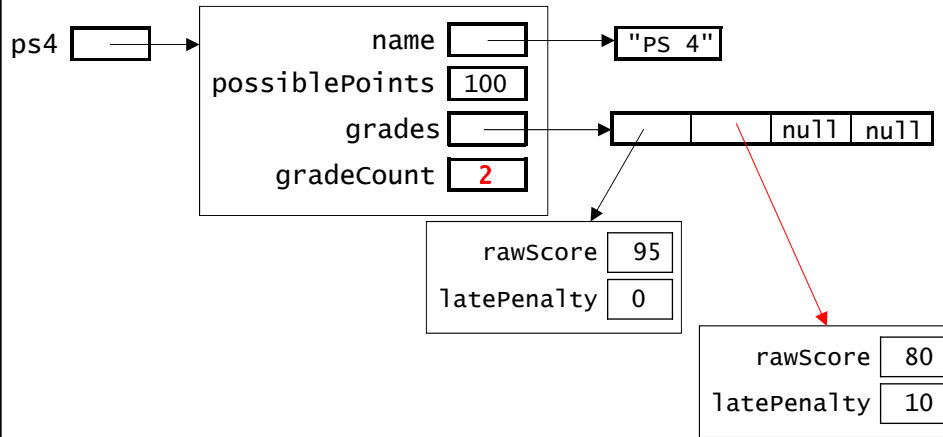 ps4
name "PS 4"
possiblePoints 100
grades null null
gradeCount 2
rawScore 95
latePenalty 0
rawScore 80
latePenalty 10